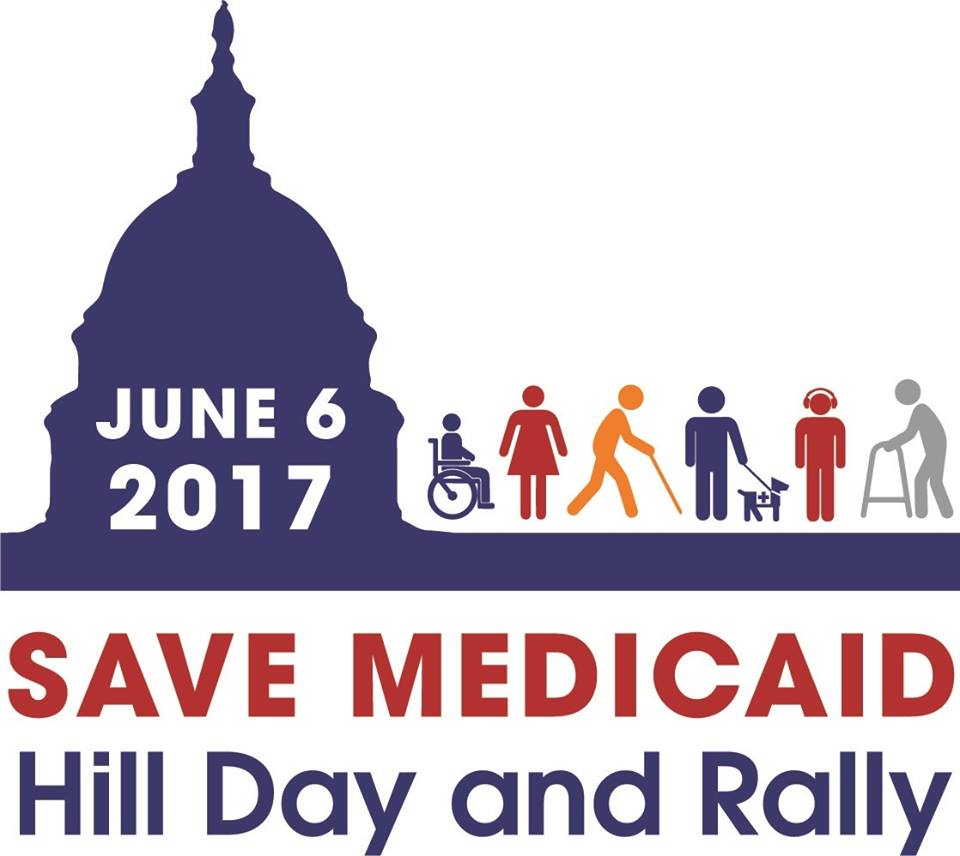 JUNE 6
2017
SAVE MEDICAID
Hill Day and Rally